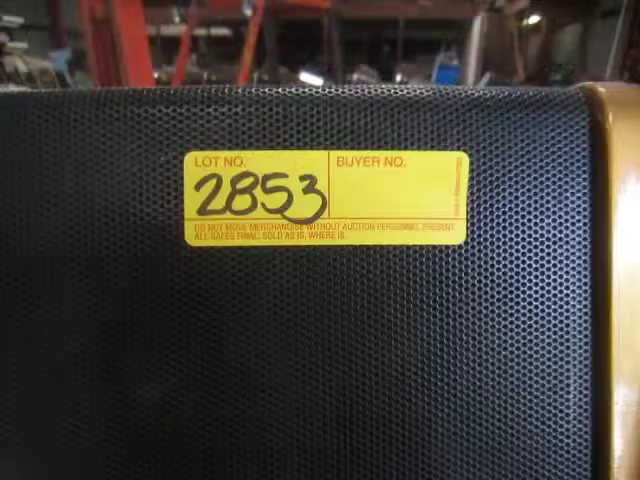 LOT NO. BUYER NO.
2853
DO NOT MOVE MERCHANDISE WITHOUT AUCTION PERSONNEL PRESENT.
ALL SALES FINAL. SOLD AS IS, WHERE IS.